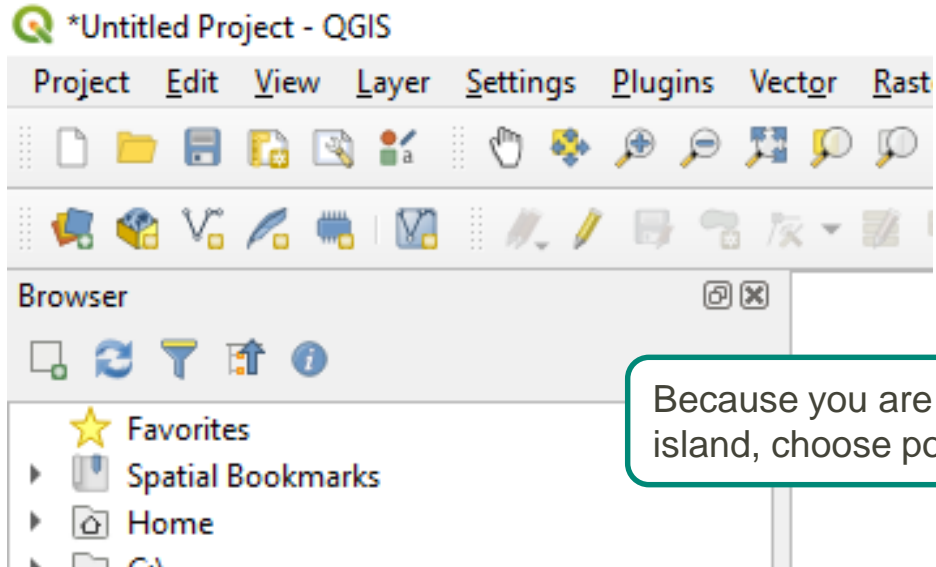 *Untitled Project - QGIS
Project Edit View Layer Settings Plugins Vector Rast
Browser
Because you are
island, choose po
Favorites
Spatial Bookmarks
Home